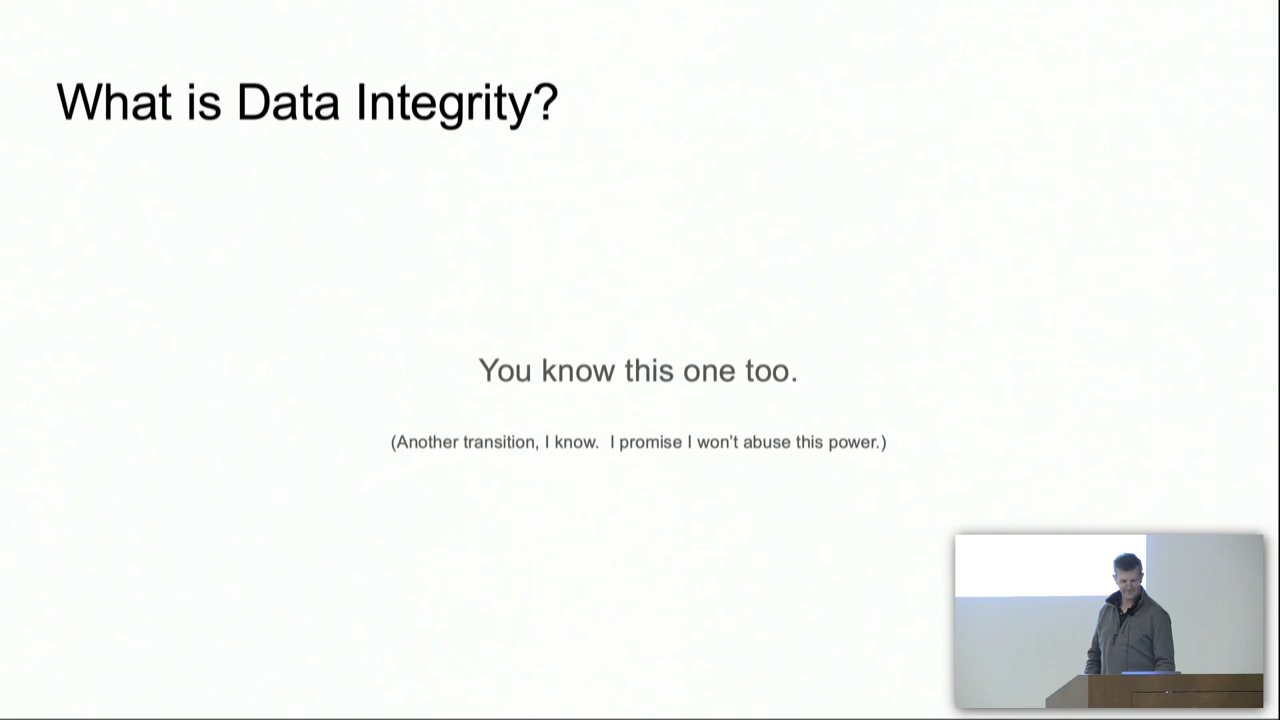 What is Data Integrity?
You know this one too.
(Another transition, I know.  I promise I won't abuse this power.)